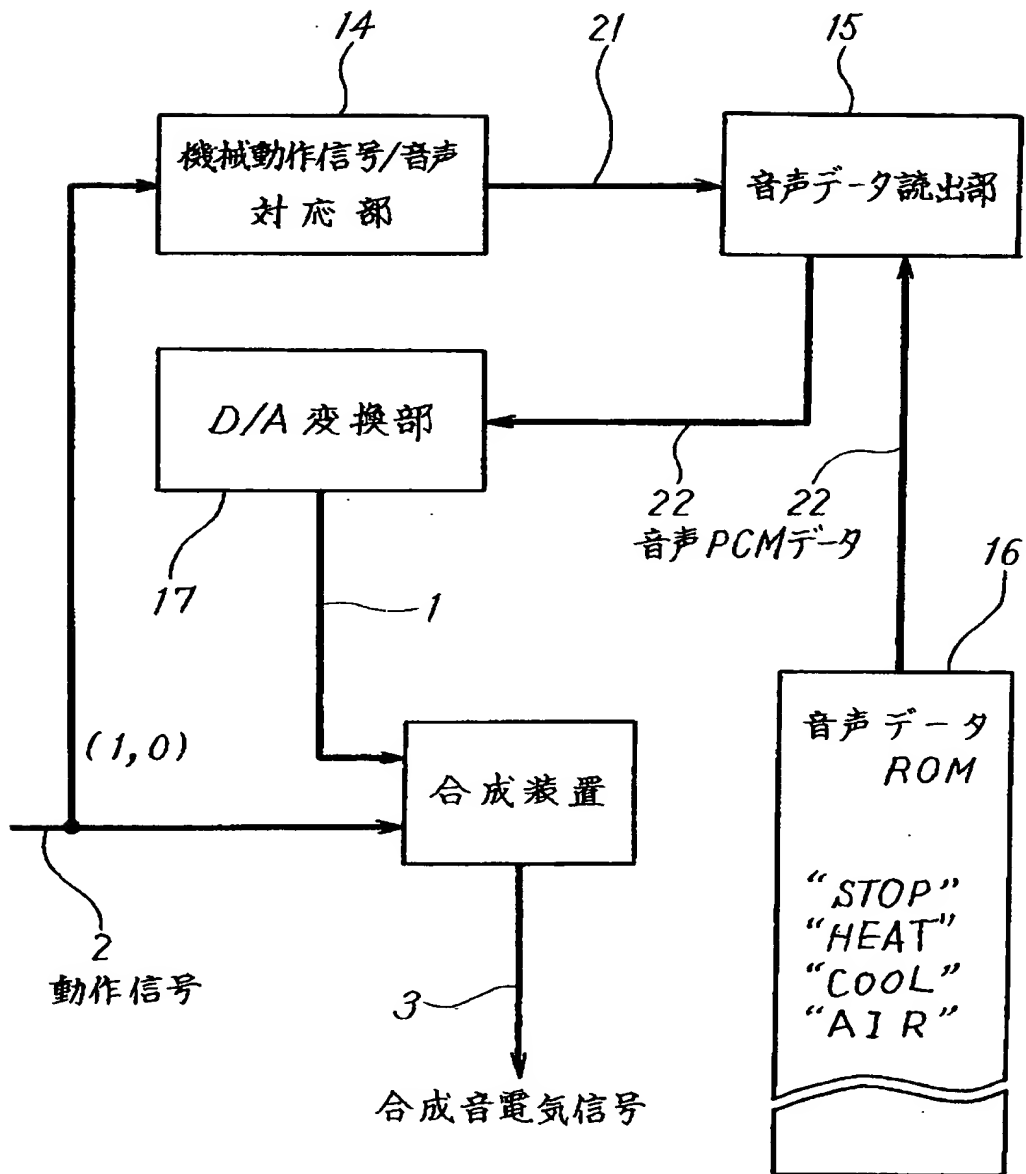 14
21
15
機械動作信号/音声
対応部
音声データ読出部
D/A変換部
22
22
音声PCMデータ
16
17
1
音声データ
ROM
(1,0)
合成装置
“STOP”
“HEAT”
“COOL”
“AIR”
2
動作信号
3
合成音電気信号